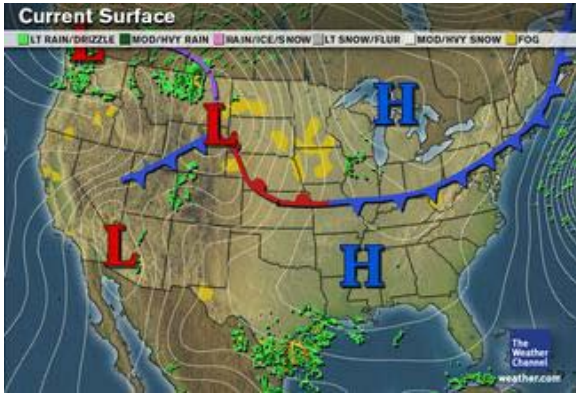 Current Surface
LT RAIN/DRIZZLE MOD/HVY RAIN RAIN/ICE/SNOW LT SNOW/FLUR MOD/HVY SNOW FOG
L
H
L
L
H
The
Weather
Channel
weather.com